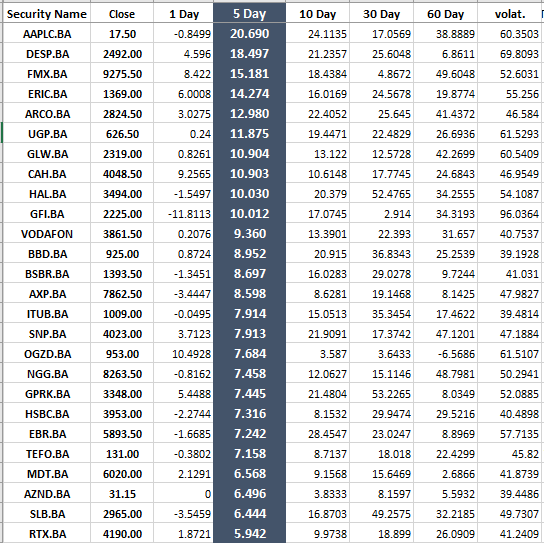 Security Name Close 1 Day 5 Day 10 Day 30 Day 60 Day volat.
AAPLC.BA 17.50 -0.8499 20.690 24.1135 17.0569 38.8889 60.3503
DESP.BA 2492.00 4.596 18.497 21.2357 25.6048 6.8611 69.8093
FMX.BA 9275.50 8.422 15.181 18.4384 4.8672 49.6048 52.6031
ERIC.BA 1369.00 6.0008 14.274 16.0169 24.5678 19.8774 55.256
ARCO.BA 2824.50 3.0275 12.980 22.4052 25.645 41.4372 46.584
UGP.BA 626.50 0.24 11.875 19.4471 22.4829 26.6936 61.5293
GLW.BA 2319.00 0.8261 10.904 13.122 12.5728 42.2699 60.5409
CAH.BA 4048.50 9.2565 10.903 10.6148 17.7745 24.6843 46.9549
HAL.BA 3494.00 -1.5497 10.030 20.379 52.4765 34.2555 54.1087
GFI.BA 2225.00 -11.8113 10.012 17.0745 2.914 34.3193 96.0364
VODAFON 3861.50 0.2076 9.360 13.3901 22.393 31.657 40.7537
BBD.BA 925.00 0.8724 8.952 20.915 36.8343 25.2539 39.1928
BSBR.BA 1393.50 -1.3451 8.697 16.0283 29.0278 9.7244 41.031
AXP.BA 7862.50 -3.4447 8.598 8.6281 19.1468 8.1425 47.9827
ITUB.BA 1009.00 -0.0495 7.914 15.0513 35.3454 17.4622 39.4814
SNP.BA 4023.00 3.7123 7.913 21.9091 17.3742 47.1201 47.1884
OGZD.BA 953.00 10.4928 7.684 3.587 3.6433 -6.5686 61.5107
NGG.BA 8263.50 -0.8162 7.458 12.0627 15.1146 48.7981 50.2941
GPRK.BA 3348.00 5.4488 7.445 21.4804 53.2265 8.0349 52.0885
HSBC.BA 3953.00 -2.2744 7.316 8.1532 29.9474 29.5216 40.4898
EBR.BA 5893.50 -1.6685 7.242 28.4547 23.0247 8.8969 57.7135
TEFO.BA 131.00 -0.3802 7.158 8.7137 18.018 22.4299 45.82
MDT.BA 6020.00 2.1291 6.568 9.1568 15.6469 2.6866 41.8739
AZND.BA 31.15 0 6.496 3.8333 8.1597 5.5932 39.4486
SLB.BA 2965.00 -3.5459 6.444 16.8703 49.2575 32.2185 49.7307
RTX.BA 4190.00 1.8721 5.942 9.9738 18.899 26.0909 41.2409